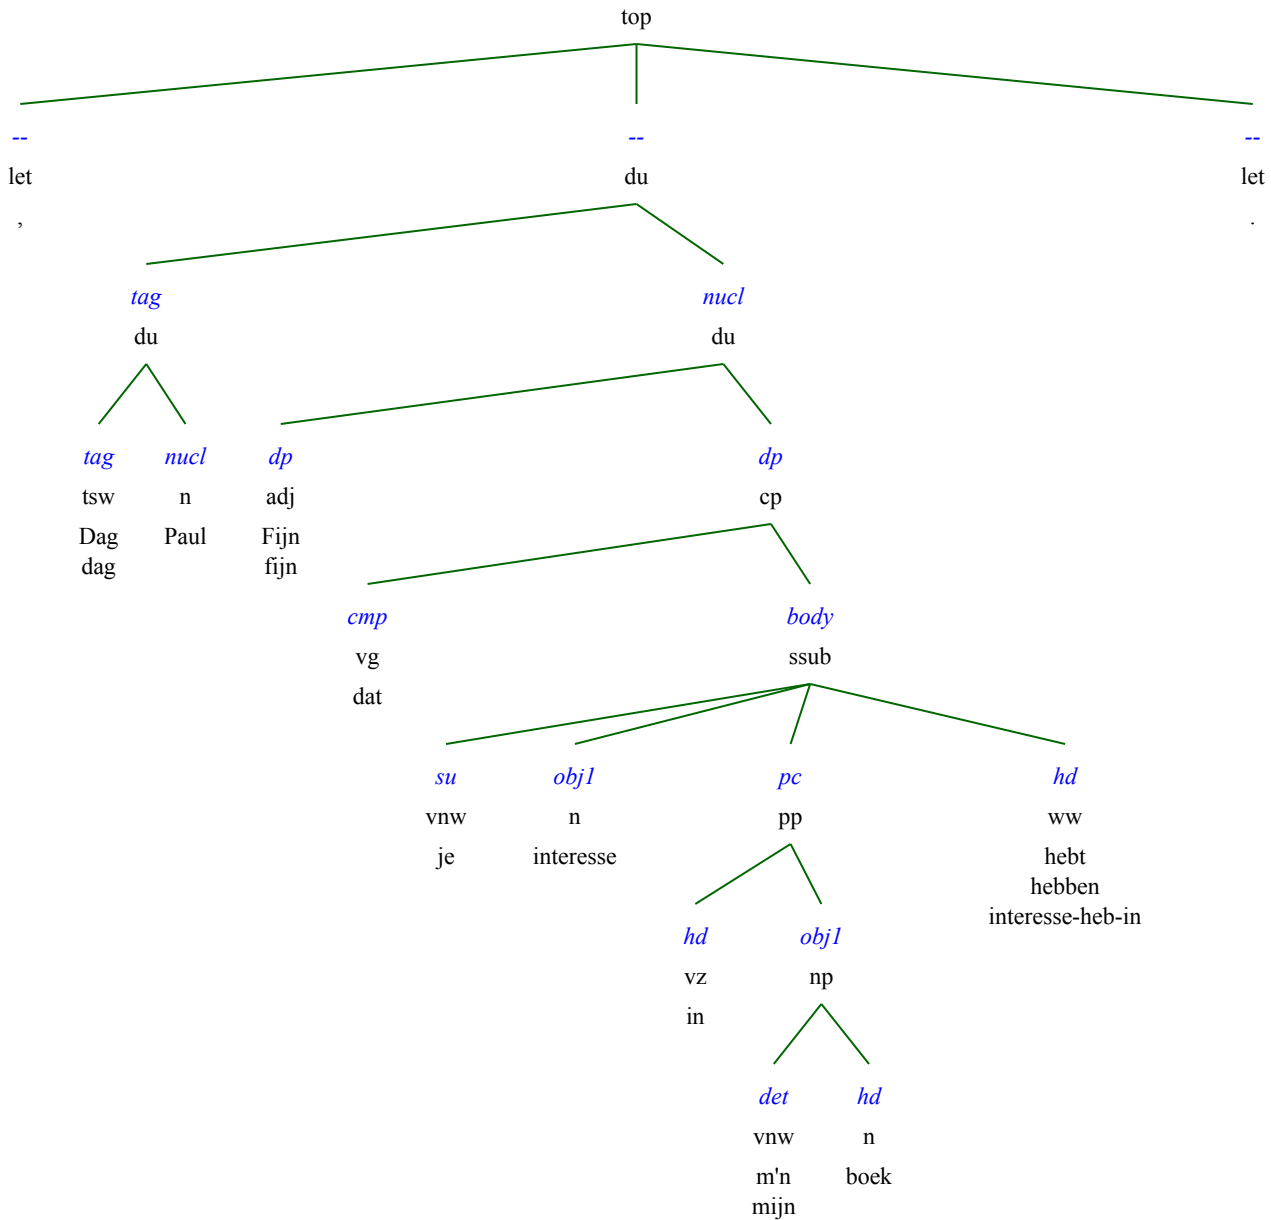 top
-- -- --
let du let
, .
tag nucl
du du
tag nucl dp dp
tsw n adj cp
Dag Paul Fijn
dag fijn
cmp body
vg ssub
dat
su obj1 pc hd
vnw n pp ww
je interesse hebt
hebben
interesse-heb-in
hd obj1
vz np
in
det hd
vnw n
m'n boek
mijn